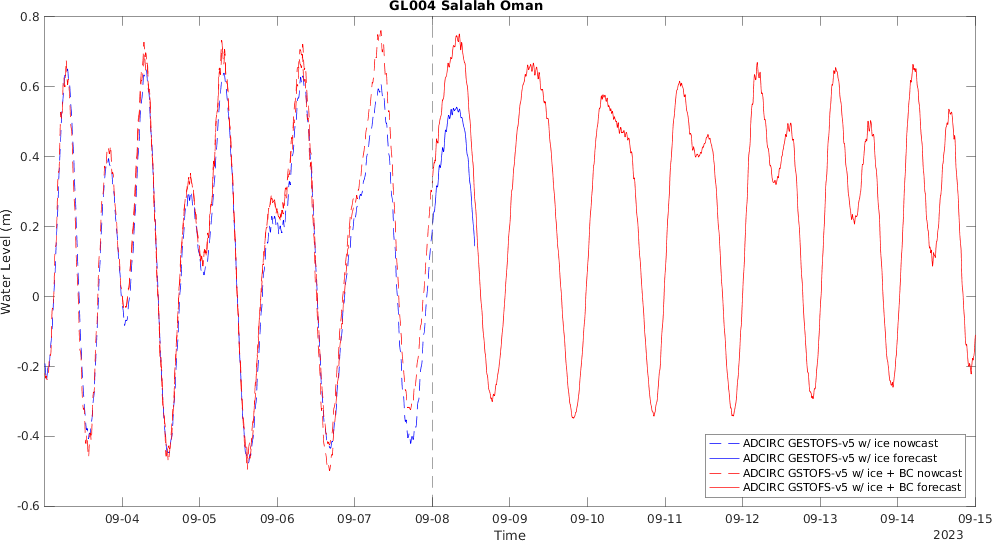 GL004 Salalah Oman
Water Level (m)
0.8
0.6
0.4
0.2
0
-0.2
-0.4
-0.6
09-04 09-05 09-06 09-07 09-08 09-09 09-10 09-11 09-12 09-13 09-14 09-15
Time
2023
ADCIRC GESTOFS-v5 w/ ice nowcast
ADCIRC GESTOFS-v5 w/ ice forecast
ADCIRC GSTOFS-v5 w/ ice + BC nowcast
ADCIRC GSTOFS-v5 w/ ice + BC forecast